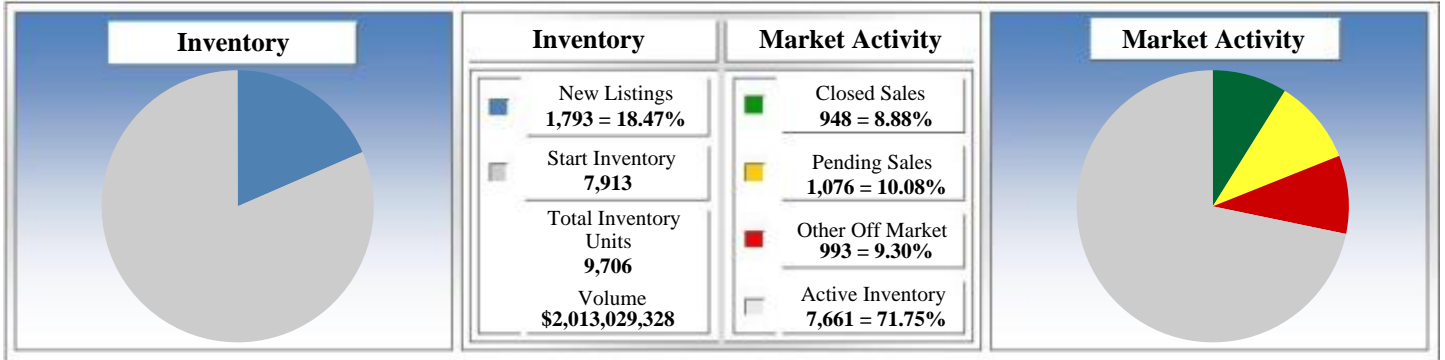 Inventory
Inventory
Market Activity
New Listings
1,793 = 18.47%
Start Inventory
7,913
Total Inventory
Units
9,706
Volume
$2,013,029,328
Closed Sales
948 = 8.88%
Pending Sales
1,076 = 10.08%
Other Off Market
993 = 9.30%
Active Inventory
7,661 = 71.75%
Market Activity